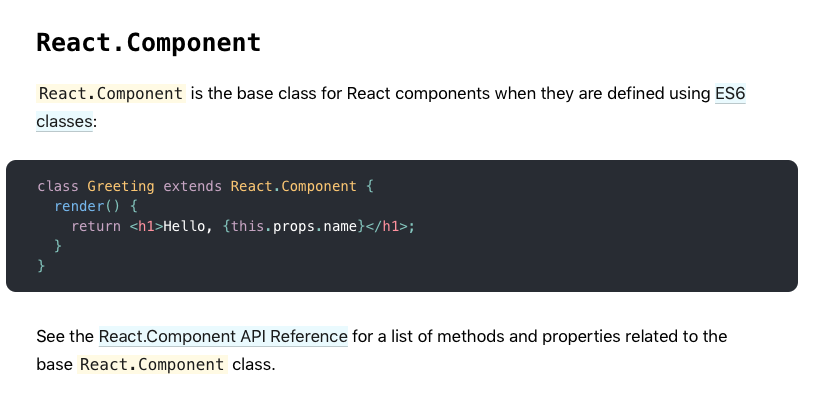 React.Component
React.Component is the base class for React components when they are defined using ES6
classes:
class Greeting extends React.Component {
  render() {
    return <h1>Hello, {this.props.name}</h1>;
  }
}
See the React.Component API Reference for a list of methods and properties related to the
base React.Component class.